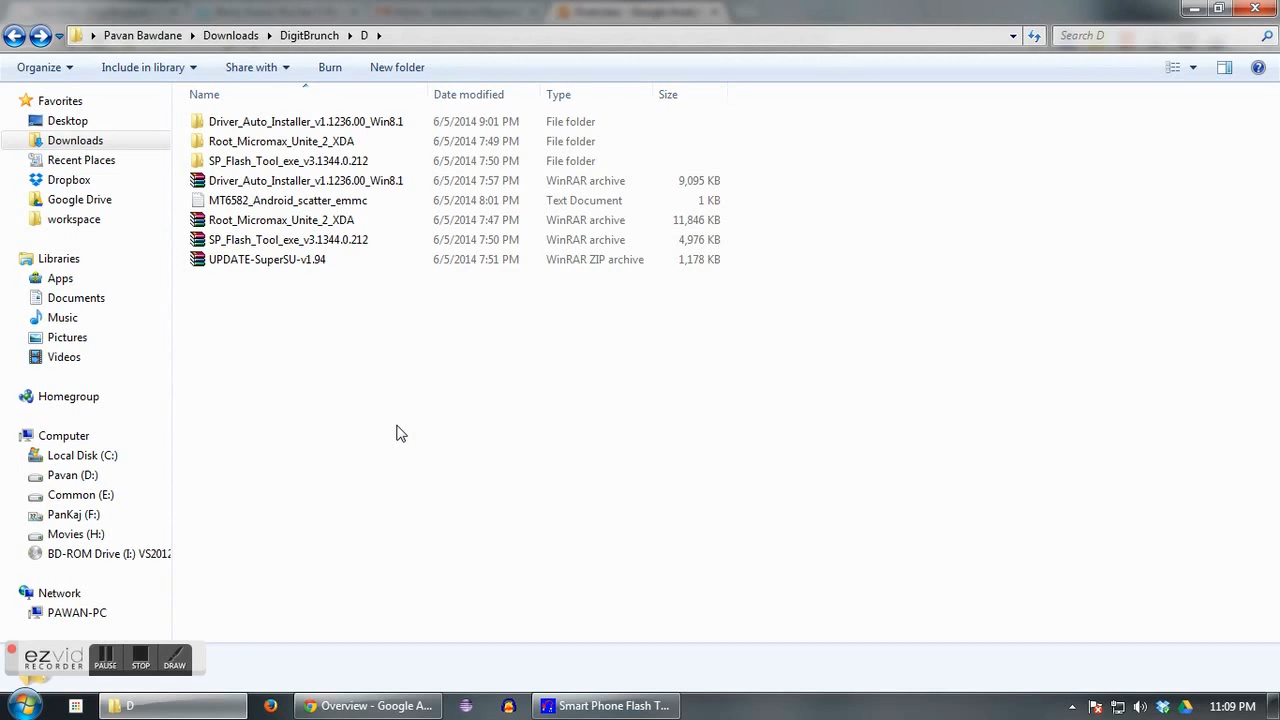 Pavan Bawdane
Downloads
DigitBrunch
D
Search D
Organize
Include in library
Share with
Burn
New folder
Name
Date modified
Type
Size
Favorites
Desktop
Downloads
Recent Places
Dropbox
Google Drive
workspace
Libraries
Apps
Documents
Music
Pictures
Videos
Homegroup
Computer
Local Disk (C:)
Pavan (D:)
Common (E:)
PanKaj (F:)
Movies (H:)
BD-ROM Drive (I:) VS2012
Network
PAWAN-PC
Driver_Auto_Installer_v1.1236.00_Win8.1 6/5/2014 9:01 PM File folder
Root_Micromax_Unite_2_XDA 6/5/2014 7:49 PM File folder
SP_Flash_Tool_exe_v3.1344.0.212 6/5/2014 7:50 PM File folder
Driver_Auto_Installer_v1.1236.00_Win8.1 6/5/2014 7:57 PM WinRAR archive 9,095 KB
MT6582_Android_scatter_emmc 6/5/2014 8:01 PM Text Document 1 KB
Root_Micromax_Unite_2_XDA 6/5/2014 7:47 PM WinRAR archive 11,846 KB
SP_Flash_Tool_exe_v3.1344.0.212 6/5/2014 7:50 PM WinRAR archive 4,976 KB
UPDATE-SuperSU-v1.94 6/5/2014 7:51 PM WinRAR ZIP archive 1,178 KB
ezvid
RECORDER
PAUSE
STOP
DRAW
D
Overview - Google A...
Smart Phone Flash T...
11:09 PM